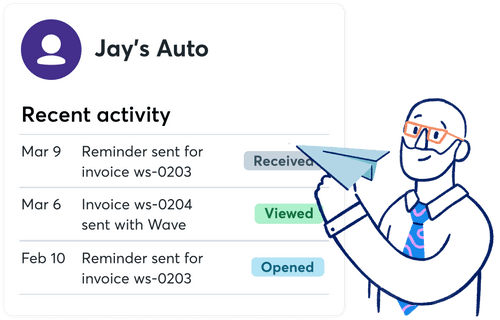 Jay's Auto
Recent activity
Mar 9 Reminder sent for Received
invoice ws-0203
Mar 6 Invoice ws-0204 Viewed
sent with Wave
Feb 10 Reminder sent for Opened
invoice ws-0203